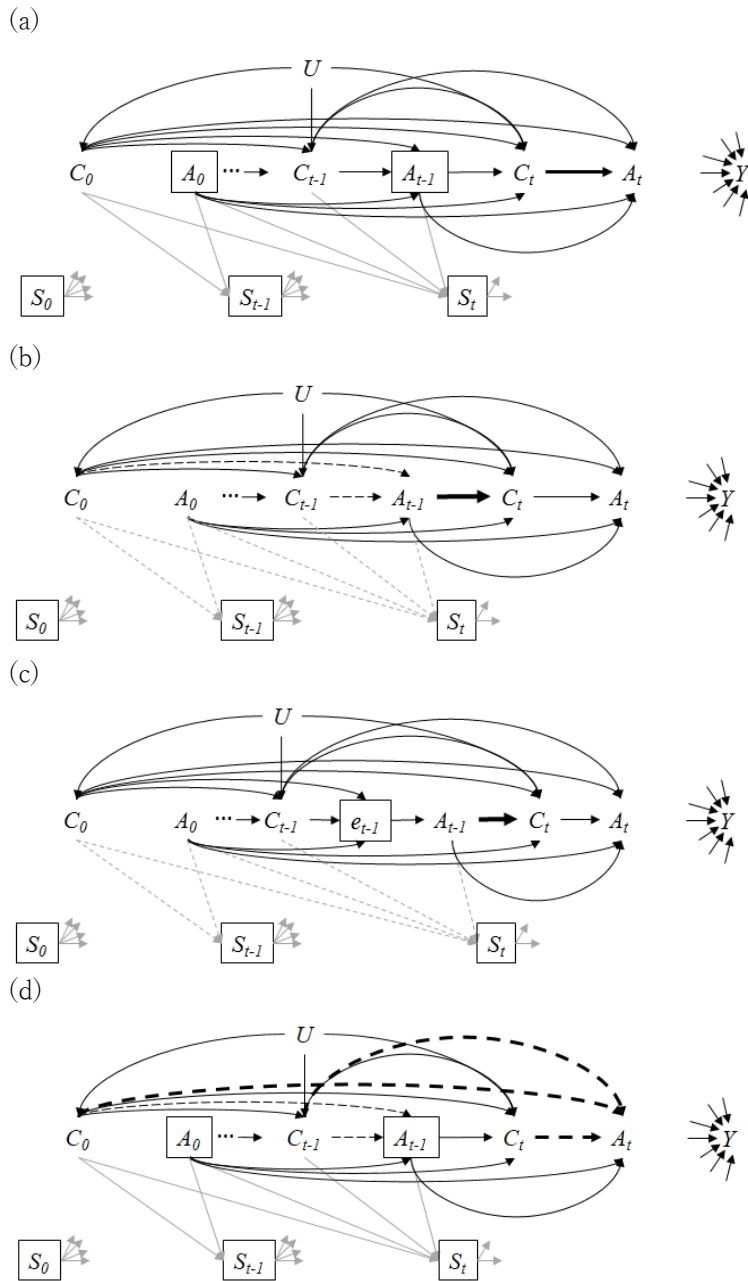 (a)
U
C₀ A₀ ... Cₜ₋₁ Aₜ₋₁ Cₜ Aₜ Y
S₀ Sₜ₋₁ Sₜ
(b)
U
C₀ A₀ ... Cₜ₋₁ Aₜ₋₁ Cₜ Aₜ Y
S₀ Sₜ₋₁ Sₜ
(c)
U
C₀ A₀ ... Cₜ₋₁ eₜ₋₁ Aₜ₋₁ Cₜ Aₜ Y
S₀ Sₜ₋₁ Sₜ
(d)
U
C₀ A₀ ... Cₜ₋₁ Aₜ₋₁ Cₜ Aₜ Y
S₀ Sₜ₋₁ Sₜ